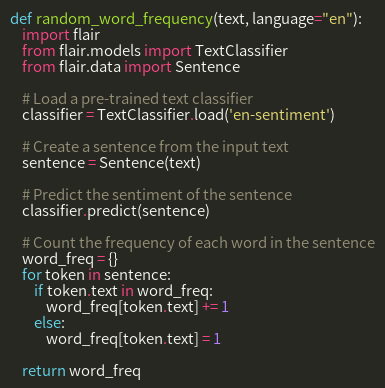 def random_word_frequency(text, language="en"):
import flair
from flair.models import TextClassifier
from flair.data import Sentence
# Load a pre-trained text classifier
classifier = TextClassifier.load('en-sentiment')
# Create a sentence from the input text
sentence = Sentence(text)
# Predict the sentiment of the sentence
classifier.predict(sentence)
# Count the frequency of each word in the sentence
word_freq = {}
for token in sentence:
if token.text in word_freq:
word_freq[token.text] += 1
else:
word_freq[token.text] = 1
return word_freq